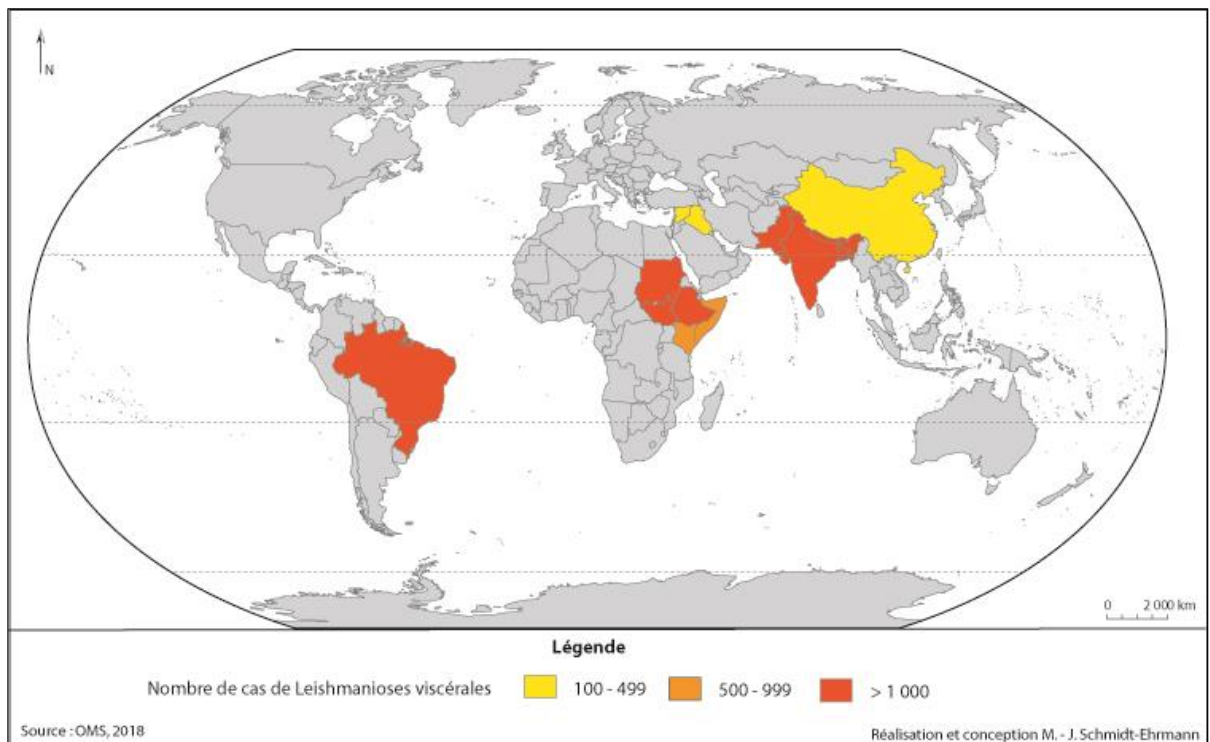 N
0 2 000 km
Légende
Nombre de cas de Leishmanioses viscérales 100 - 499 500 - 999 > 1 000
Source : OMS, 2018 Réalisation et conception M. - J. Schmidt-Ehrmann